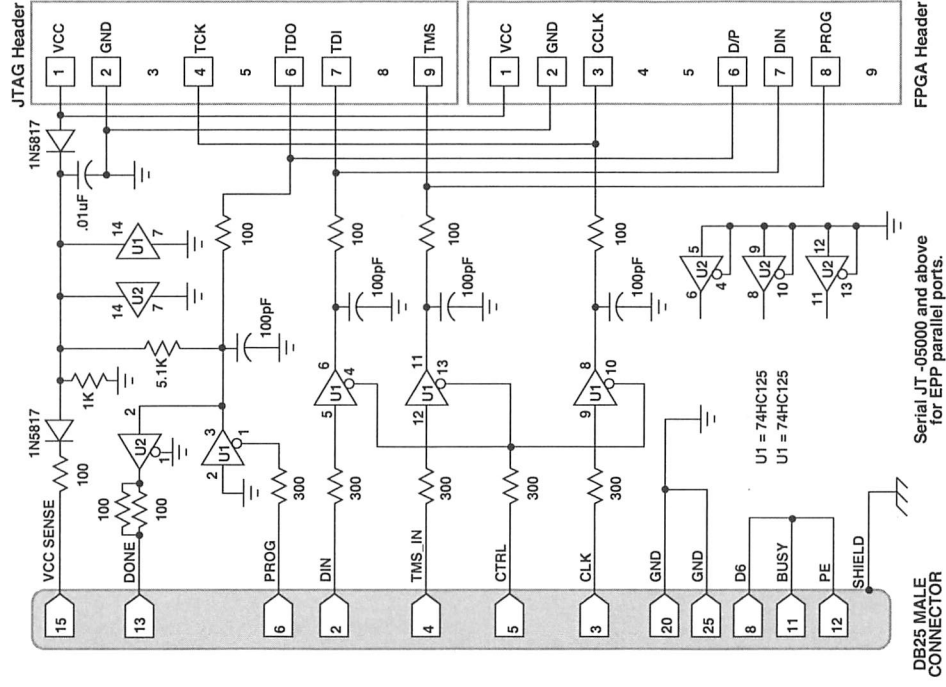 JTAG Header
VCC SENSE
15
100
1N5817
1N5817
1
VCC
1K
.01uF
2
GND
DONE
13
100
100
U2
1
2
14
U2
7
14
U1
7
3
5.1K
4
TCK
2
U1
3
1
100pF
100
5
PROG
6
300
6
TDO
DIN
2
300
5
U1
6
4
100pF
100
7
TDI
8
TMS_IN
4
300
12
U1
11
13
100pF
100
9
TMS
CTRL
5
300
1
VCC
2
GND
CLK
3
300
9
U1
8
10
100pF
100
3
CCLK
4
GND
20
5
GND
25
6
U2
5
4
6
D/P
D6
8
U1 = 74HC125
U1 = 74HC125
8
U2
9
10
7
DIN
BUSY
11
11
U2
12
13
8
PROG
PE
12
9
SHIELD
FPGA Header
DB25 MALE
CONNECTOR
Serial JT -05000 and above
for EPP parallel ports.